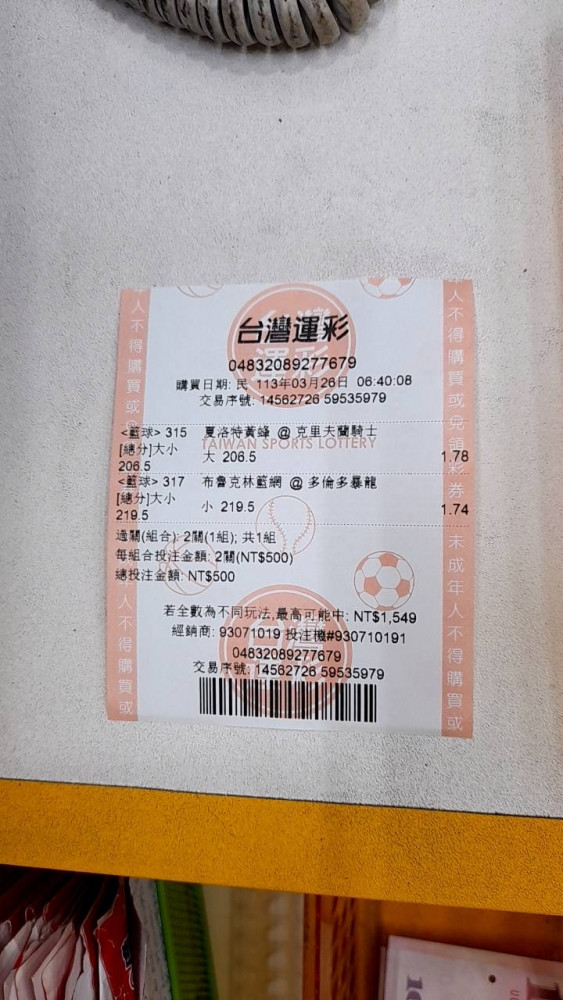 台灣運彩
04832089277679
購買日期: 民 113年03月26日 06:40:08
交易序號: 14562726 59535979
<籃球> 315 夏洛特黃蜂 @ 克里夫蘭騎士
TAIWAN SPORTS LOTTERY
[總分]大小 大 206.5 1.78
206.5
<籃球> 317 布魯克林籃網 @ 多倫多暴龍
[總分]大小 小 219.5 1.74
219.5
過關(組合): 2關(1組); 共1組
每組合投注金額: 2關(NT$500)
總投注金額: NT$500
若全數為不同玩法,最高可能中: NT$1,549
經銷商: 93071019 投注機#930710191
04832089277679
交易序號: 14562726 59535979
人不得購買或
人不得購買或
人不得購買或兌領彩券
未成年人不得購買或